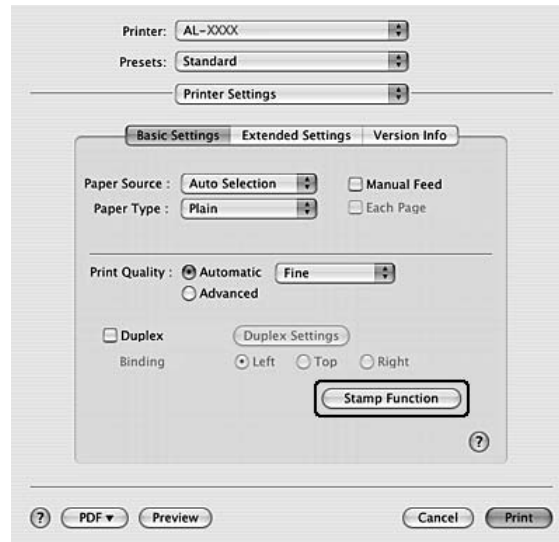 Printer: AL-XXXX
Presets: Standard
Printer Settings
Basic Settings Extended Settings Version Info
Paper Source : Auto Selection Manual Feed
Paper Type : Plain Each Page
Print Quality : Automatic Fine
Advanced
Duplex Duplex Settings
Binding Left Top Right
Stamp Function
?
? PDF ▾ Preview Cancel Print